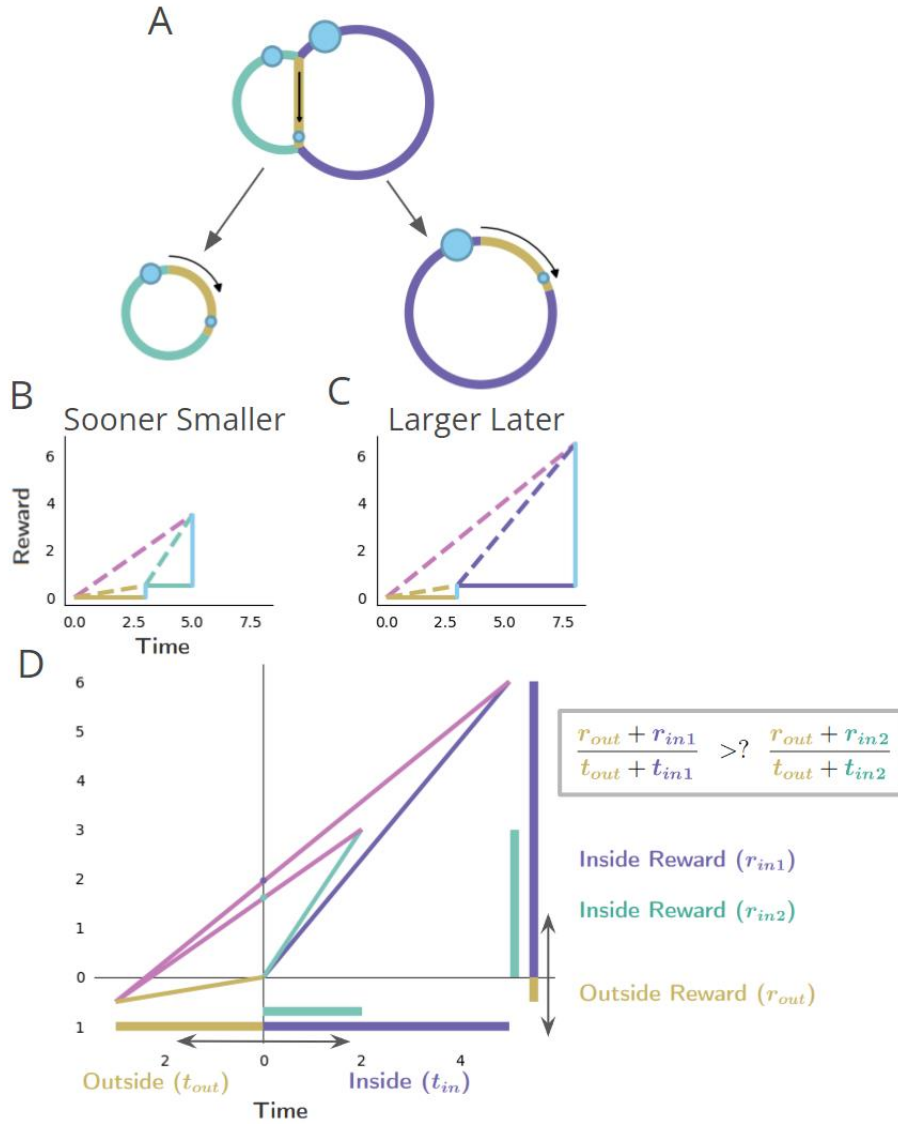 A
B
Sooner Smaller
C
Larger Later
Reward
6
4
2
0
0.0 2.5 5.0 7.5
Time
6
4
2
0
0.0 2.5 5.0 7.5
D
6
5
4
3
2
1
0
1
2 0 2 4
Outside (t_out) Inside (t_in)
Time
r_out + r_in1 / t_out + t_in1 >? r_out + r_in2 / t_out + t_in2
Inside Reward (r_in1)
Inside Reward (r_in2)
Outside Reward (r_out)